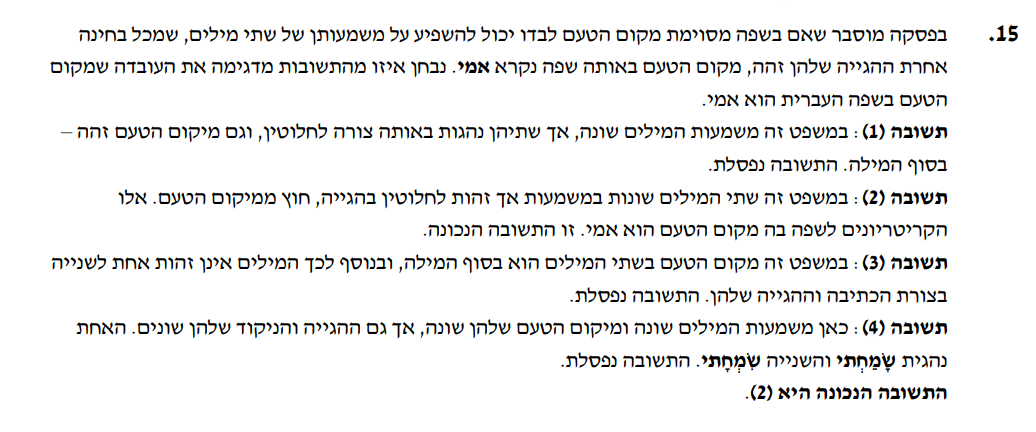 15. בפסקה מוסבר שאם בשפה מסוימת מקום הטעם לבדו יכול להשפיע על משמעותן של שתי מילים, שמכל בחינה
אחרת ההגייה שלהן זהה, מקום הטעם באותה שפה נקרא אמי. נבחן איזו מהתשובות מדגימה את העובדה שמקום
הטעם בשפה העברית הוא אמי.
תשובה (1): במשפט זה משמעות המילים שונה, אך שתיהן נהגות באותה צורה לחלוטין, וגם מיקום הטעם זהה –
בסוף המילה. התשובה נפסלת.
תשובה (2): במשפט זה שתי המילים שונות במשמעות אך זהות לחלוטין בהגייה, חוץ ממיקום הטעם. אלו
הקריטריונים לשפה בה מקום הטעם הוא אמי. זו התשובה הנכונה.
תשובה (3): במשפט זה מקום הטעם בשתי המילים הוא בסוף המילה, ובנוסף לכך המילים אינן זהות אחת לשנייה
בצורת הכתיבה וההגייה שלהן. התשובה נפסלת.
תשובה (4): כאן משמעות המילים שונה ומיקום הטעם שלהן שונה, אך גם ההגייה והניקוד שלהן שונים. האחת
נהגית שָׂמַחְתִּי והשנייה שִׂמְחָתִי. התשובה נפסלת.
התשובה הנכונה היא (2).